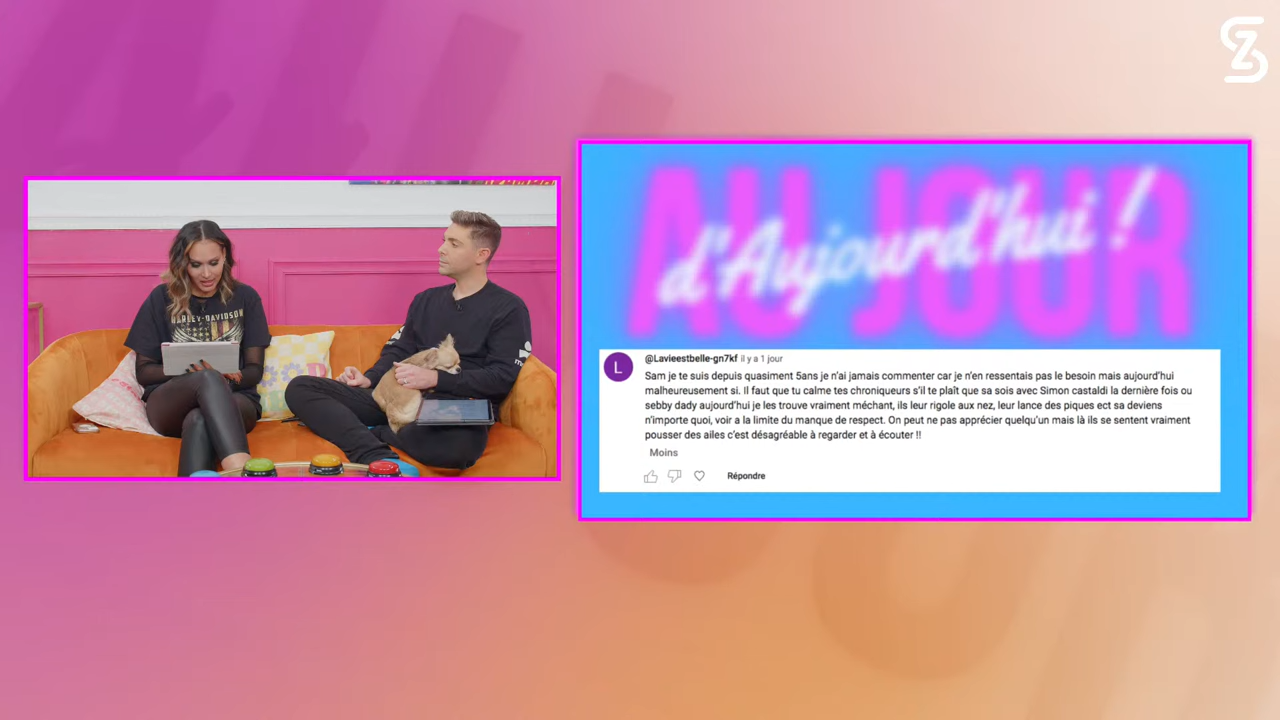 SZ
AU JOUR
d'Aujourd'hui !
HARLEY-DAVIDSON
L
@Lavieestbelle-gn7kf il y a 1 jour
Sam je te suis depuis quasiment 5ans je n'ai jamais commenter car je n'en ressentais pas le besoin mais aujourd'hui
malheureusement si. Il faut que tu calme tes chroniqueurs s'il te plaît que sa sois avec Simon castaldi la dernière fois ou
sebby dady aujourd'hui je les trouve vraiment méchant, ils leur rigole aux nez, leur lance des piques ect sa deviens
n'importe quoi, voir a la limite du manque de respect. On peut ne pas apprécier quelqu'un mais là ils se sentent vraiment
pousser des ailes c'est désagréable à regarder et à écouter !!
Moins
Répondre